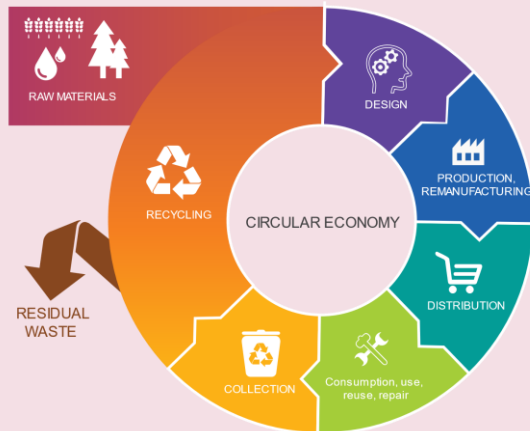 RAW MATERIALS
DESIGN
PRODUCTION,
REMANUFACTURING
RECYCLING
CIRCULAR ECONOMY
DISTRIBUTION
RESIDUAL
WASTE
COLLECTION
Consumption, use,
reuse, repair